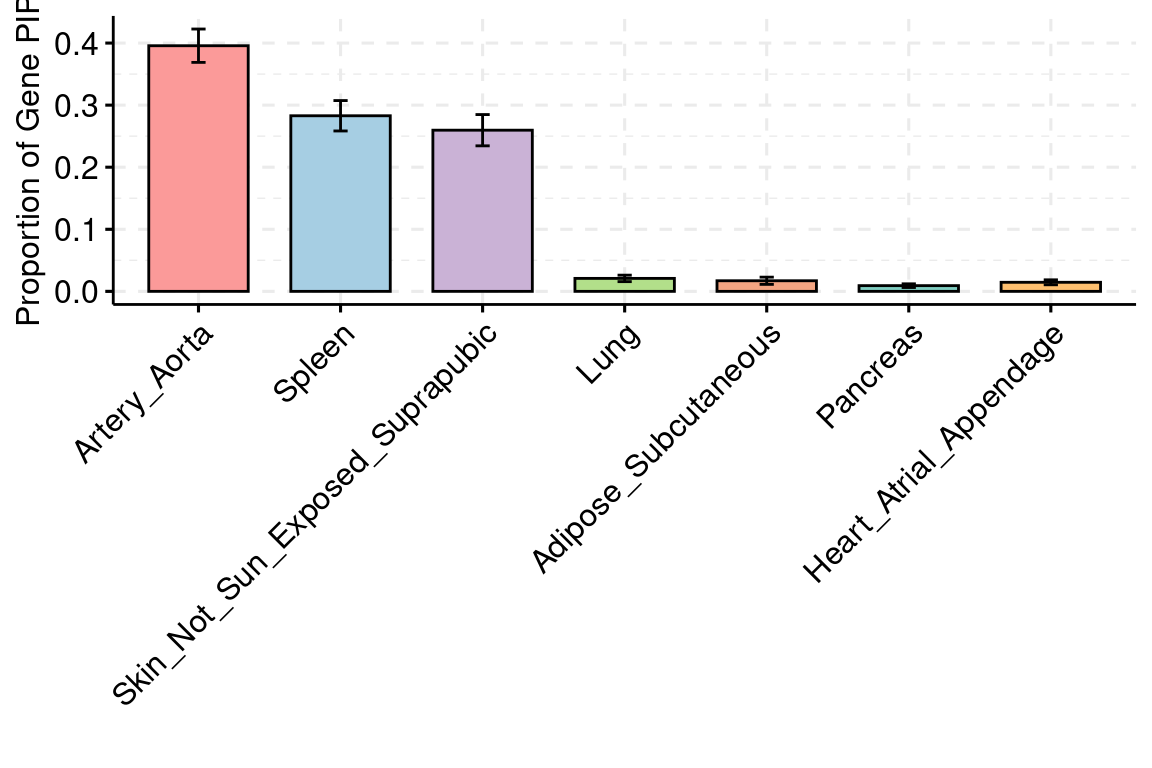 Proportion of Gene PIP
0.4
0.3
0.2
0.1
0.0
Artery_Aorta
Spleen
Skin_Not_Sun_Exposed_Suprapubic
Lung
Adipose_Subcutaneous
Pancreas
Heart_Atrial_Appendage